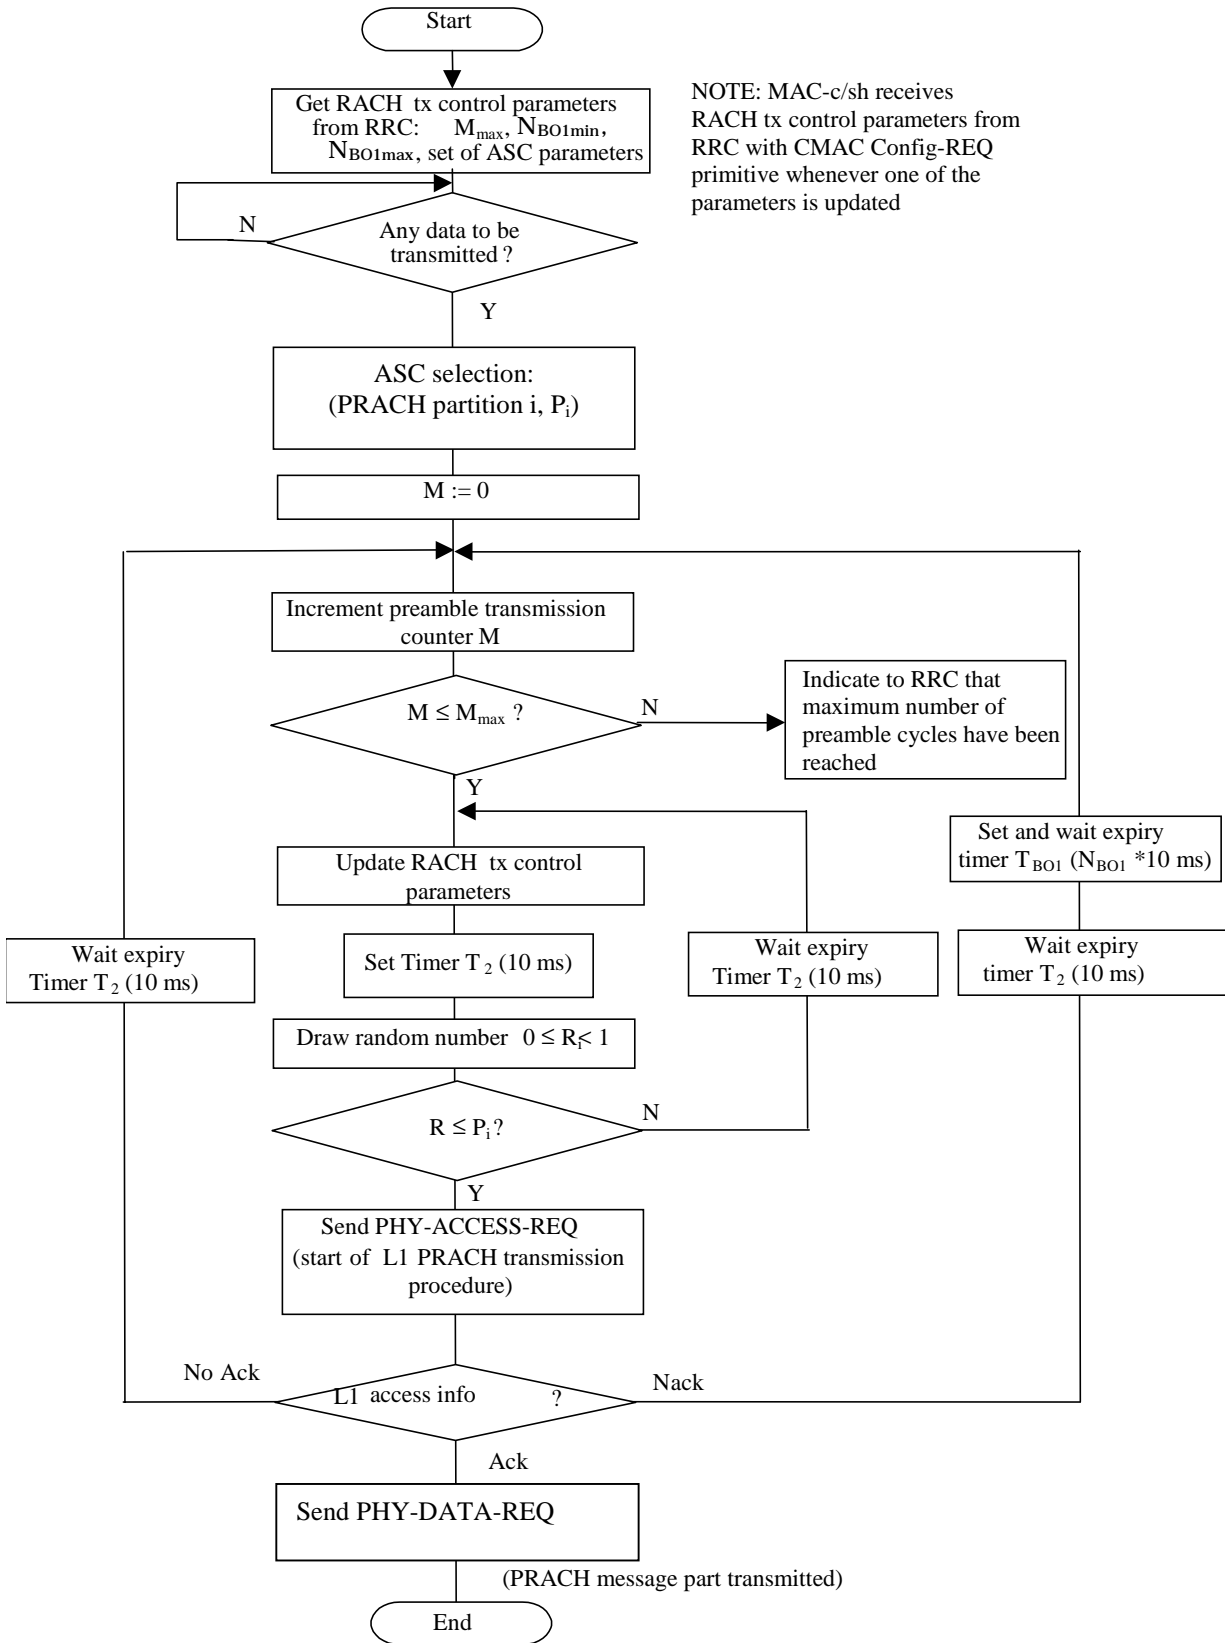 Start
Get RACH tx control parameters
from RRC: Mmax, NBO1min,
NBO1max, set of ASC parameters
NOTE: MAC-c/sh receives
RACH tx control parameters from
RRC with CMAC Config-REQ
primitive whenever one of the
parameters is updated
N
Any data to be
transmitted ?
Y
ASC selection:
(PRACH partition i, Pi)
M := 0
Increment preamble transmission
counter M
M ≤ Mmax ?
N
Indicate to RRC that
maximum number of
preamble cycles have been
reached
Y
Update RACH tx control
parameters
Set and wait expiry
timer TBO1 (NBO1 *10 ms)
Wait expiry
Timer T2 (10 ms)
Set Timer T2 (10 ms)
Wait expiry
Timer T2 (10 ms)
Wait expiry
timer T2 (10 ms)
Draw random number 0 ≤ Ri< 1
R ≤ Pi?
N
Y
Send PHY-ACCESS-REQ
(start of L1 PRACH transmission
procedure)
No Ack
L1 access info ?
Nack
Ack
Send PHY-DATA-REQ
(PRACH message part transmitted)
End